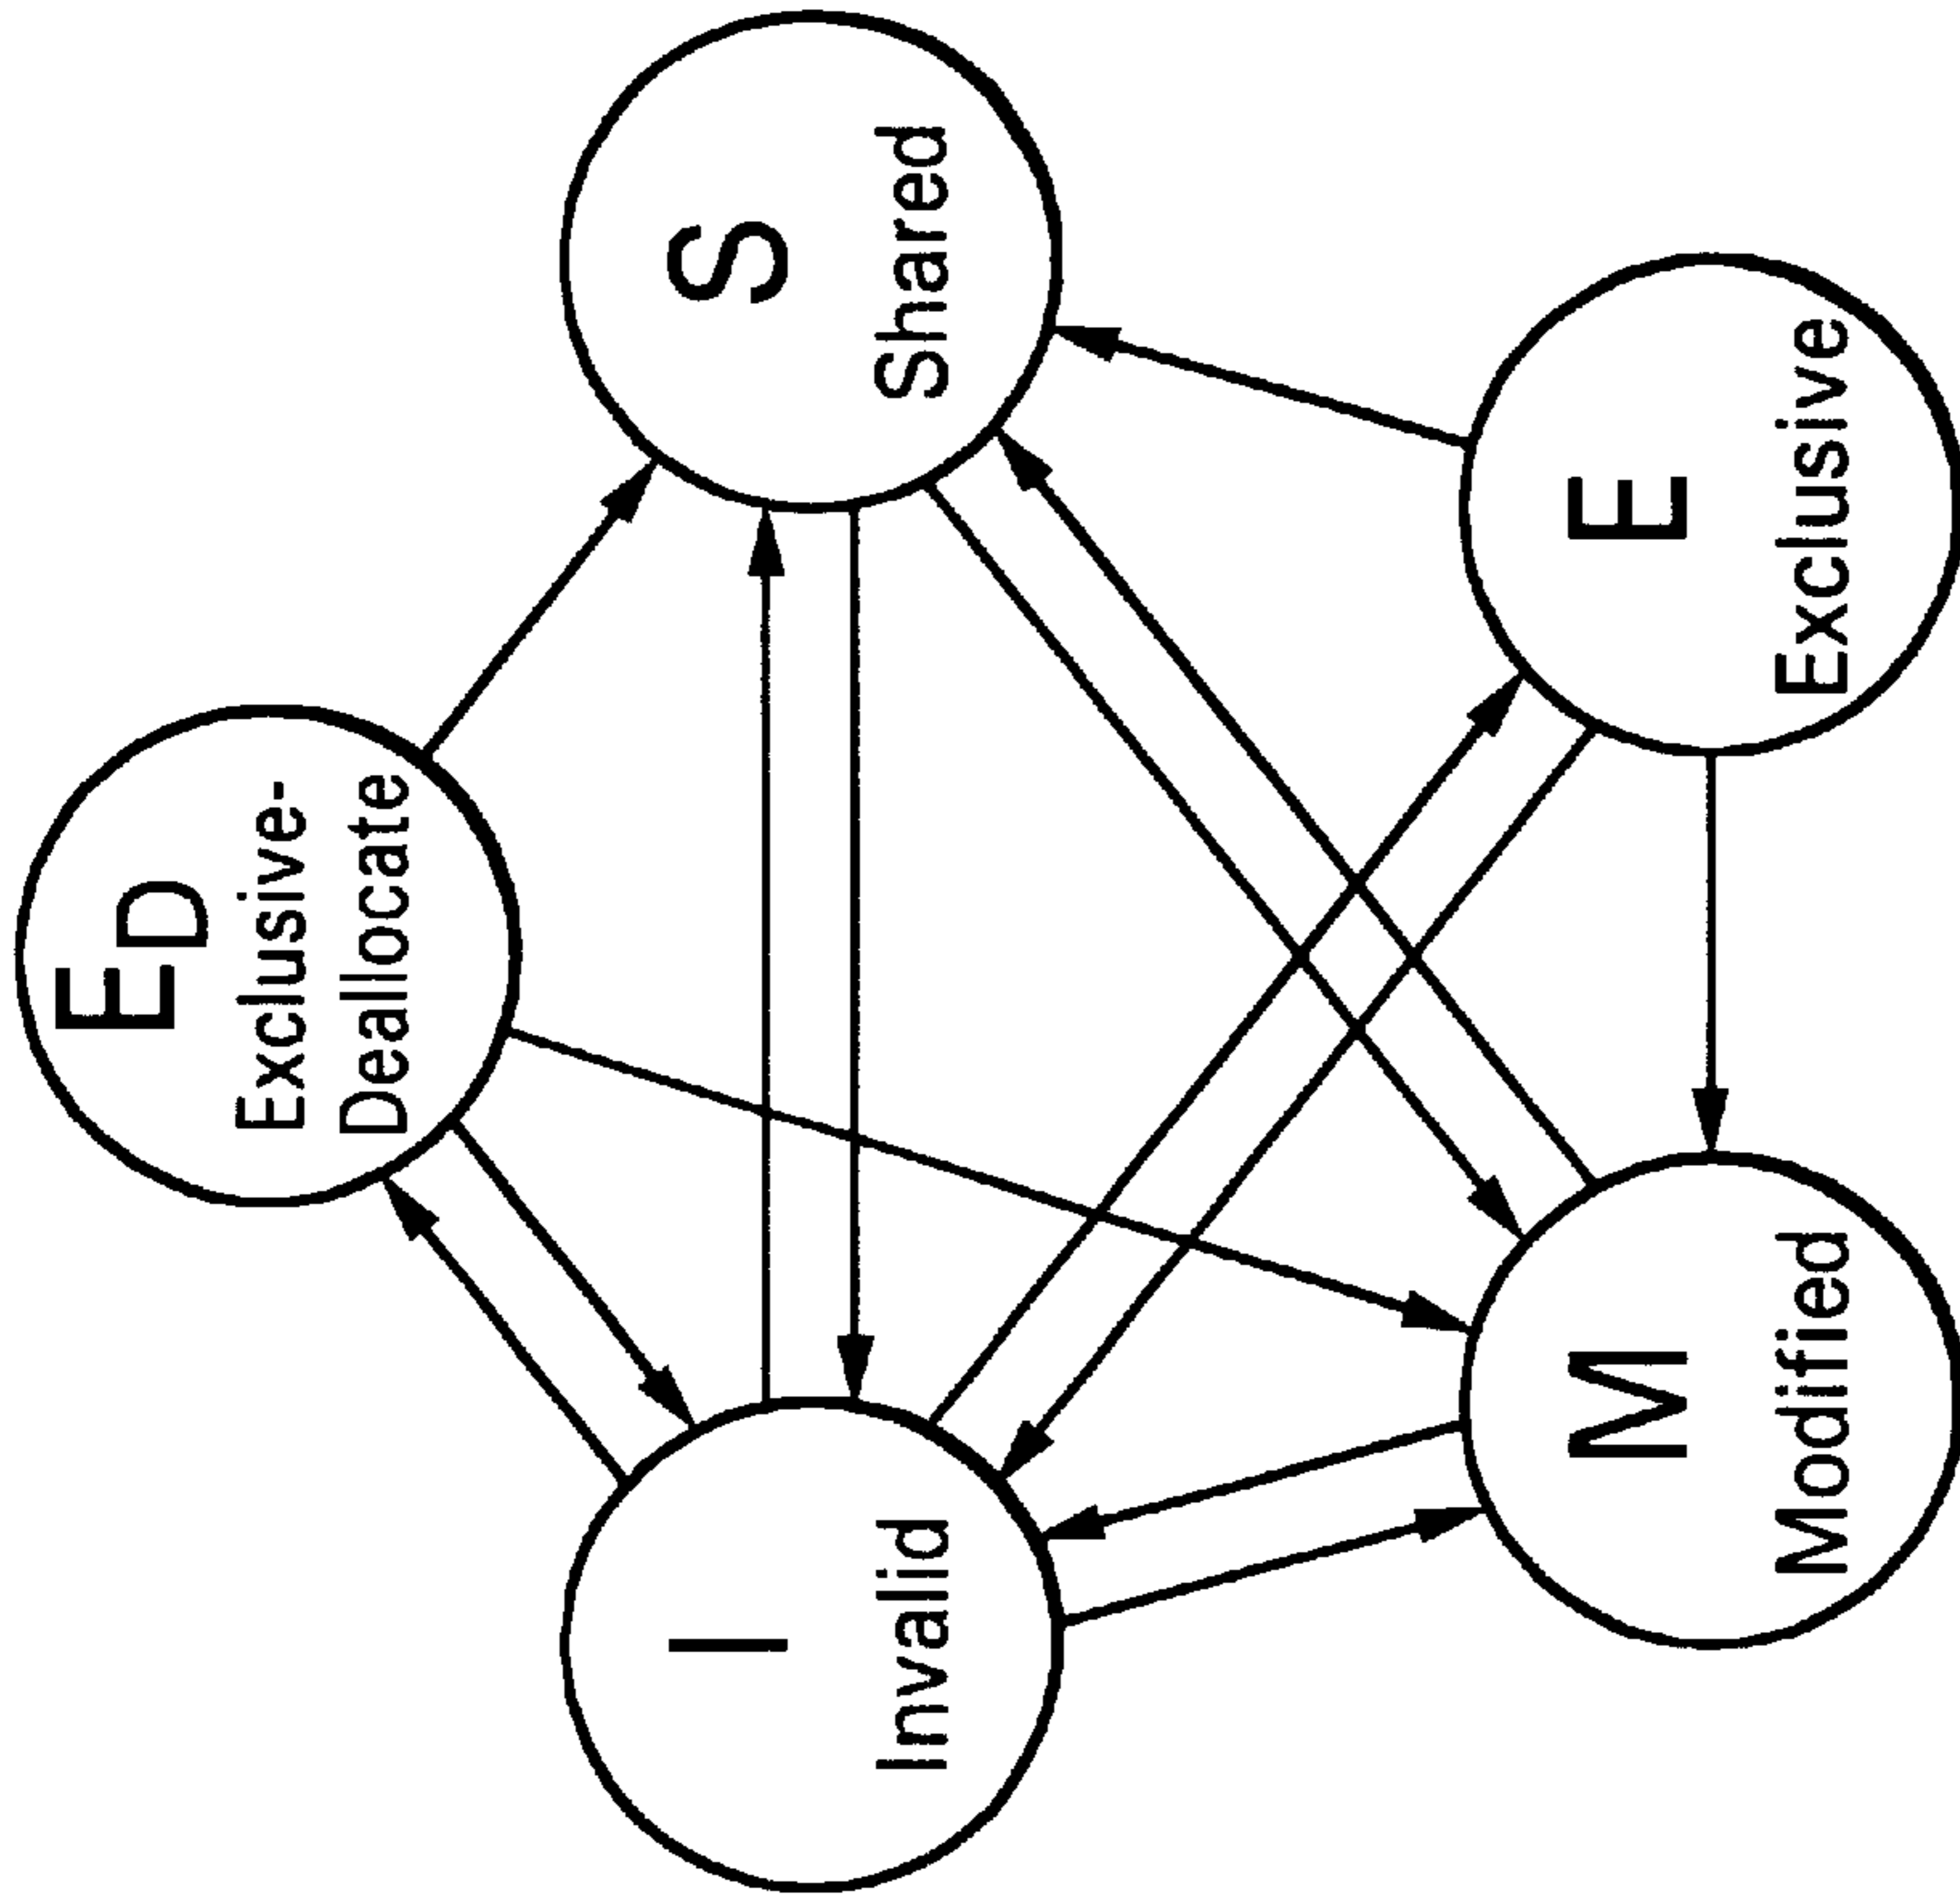 ED
Exclusive-
Deallocate
I
Invalid
S
Shared
M
Modified
E
Exclusive